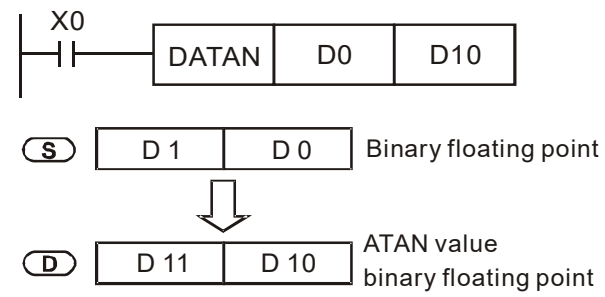 X0
DATAN D0 D10
S D 1 D 0 Binary floating point
ATAN value
D D 11 D 10
binary floating point